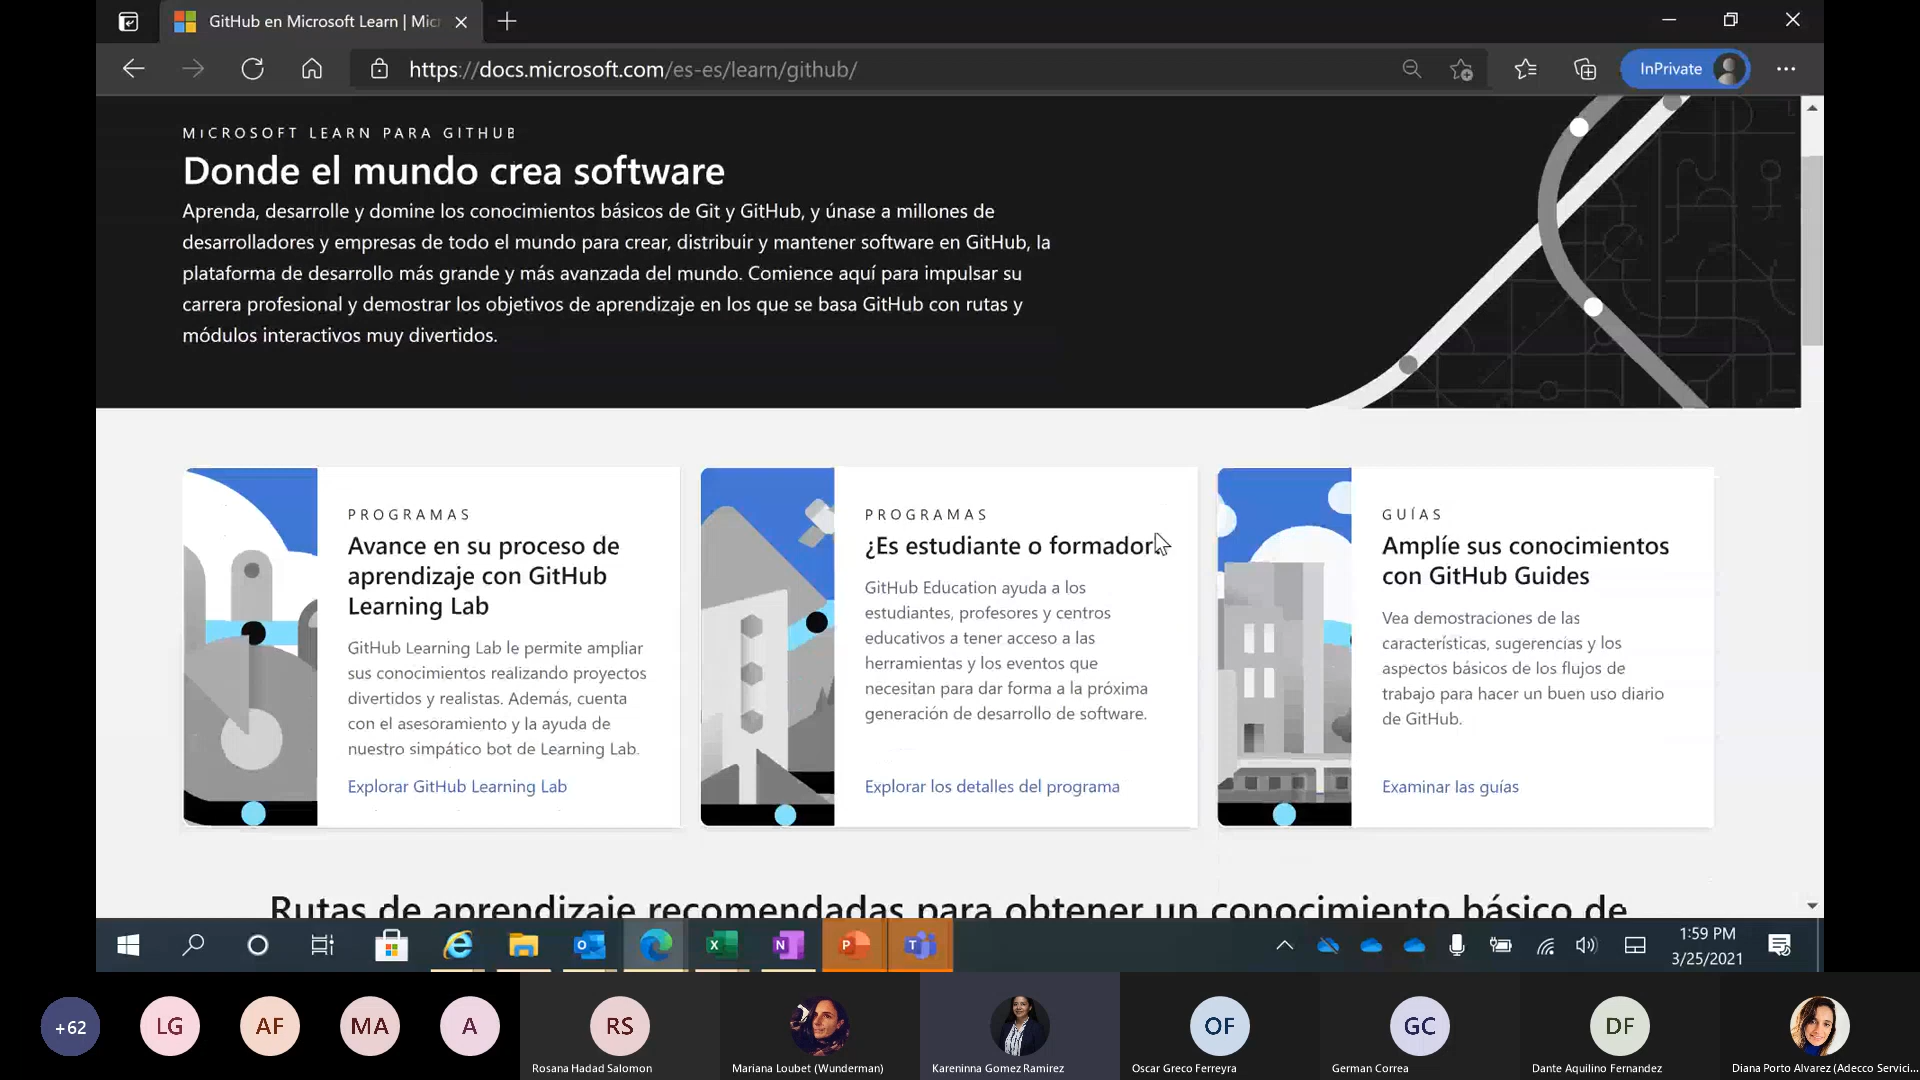 GitHub en Microsoft Learn | Mic
https://docs.microsoft.com/es-es/learn/github/
InPrivate
MICROSOFT LEARN PARA GITHUB
Donde el mundo crea software
Aprenda, desarrolle y domine los conocimientos básicos de Git y GitHub, y únase a millones de
desarrolladores y empresas de todo el mundo para crear, distribuir y mantener software en GitHub, la
plataforma de desarrollo más grande y más avanzada del mundo. Comience aquí para impulsar su
carrera profesional y demostrar los objetivos de aprendizaje en los que se basa GitHub con rutas y
módulos interactivos muy divertidos.
PROGRAMAS
Avance en su proceso de
aprendizaje con GitHub
Learning Lab
GitHub Learning Lab le permite ampliar
sus conocimientos realizando proyectos
divertidos y realistas. Además, cuenta
con el asesoramiento y la ayuda de
nuestro simpático bot de Learning Lab.
Explorar GitHub Learning Lab
PROGRAMAS
¿Es estudiante o formador?
GitHub Education ayuda a los
estudiantes, profesores y centros
educativos a tener acceso a las
herramientas y los eventos que
necesitan para dar forma a la próxima
generación de desarrollo de software.
Explorar los detalles del programa
GUÍAS
Amplíe sus conocimientos
con GitHub Guides
Vea demostraciones de las
características, sugerencias y los
aspectos básicos de los flujos de
trabajo para hacer un buen uso diario
de GitHub.
Examinar las guías
Rutas de aprendizaje recomendadas para obtener un conocimiento básico de
1:59 PM
3/25/2021
+62
LG
AF
MA
A
RS
OF
GC
DF
Rosana Hadad Salomon
Mariana Loubet (Wunderman)
Kareninna Gomez Ramirez
Oscar Greco Ferreyra
German Correa
Dante Aquilino Fernandez
Diana Porto Alvarez (Adecco Servici...